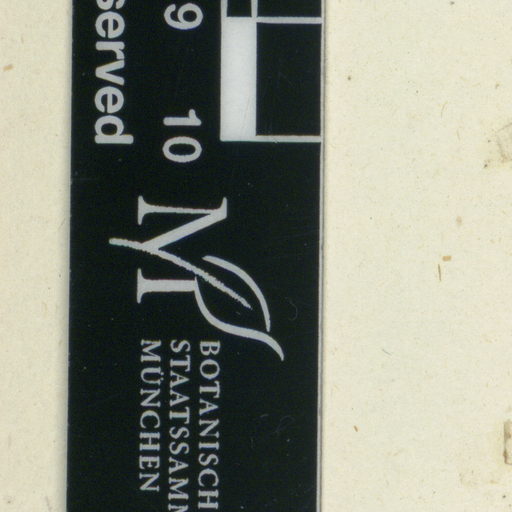 served
9 10
M
BOTANISCH
STAATSSAMM
MÜNCHEN